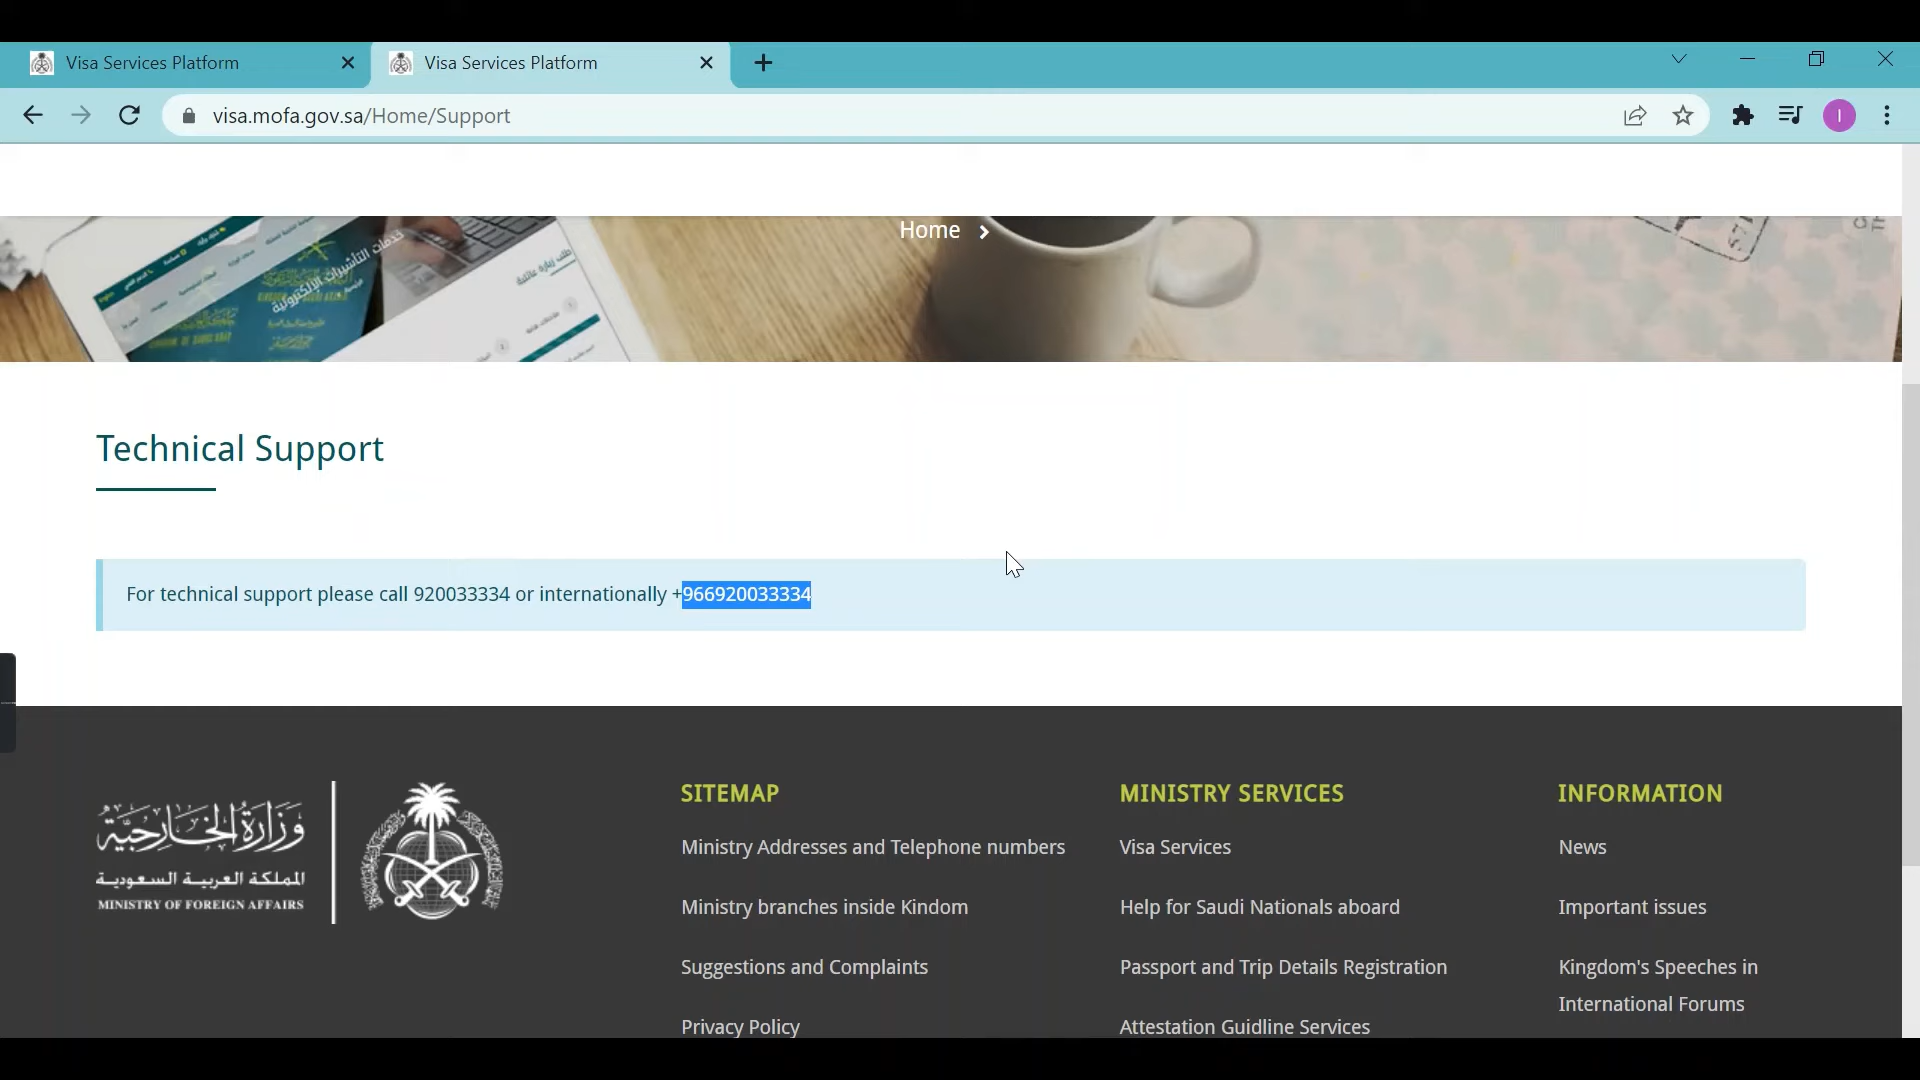 Visa Services Platform
Visa Services Platform
visa.mofa.gov.sa/Home/Support
Home
خدمات التأشيرات الإلكترونية
Technical Support
For technical support please call 920033334 or internationally +966920033334
وزارة الخارجية
المملكة العربية السعودية
MINISTRY OF FOREIGN AFFAIRS
SITEMAP
Ministry Addresses and Telephone numbers
Ministry branches inside Kindom
Suggestions and Complaints
Privacy Policy
MINISTRY SERVICES
Visa Services
Help for Saudi Nationals aboard
Passport and Trip Details Registration
Attestation Guidline Services
INFORMATION
News
Important issues
Kingdom's Speeches in
International Forums